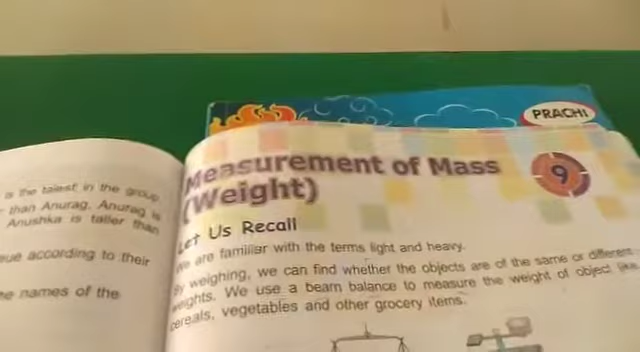 is the tallest in the group
than Anurag. Anurag is
Anushka is taller than
according to their
names of the
PRACHI
Measurement of Mass
(Weight)
9
Let Us Recall
We are familiar with the terms light and heavy.
By weighing, we can find whether the objects are of the same or different
weights. We use a beam balance to measure the weight of object like
cereals, vegetables and other grocery items.